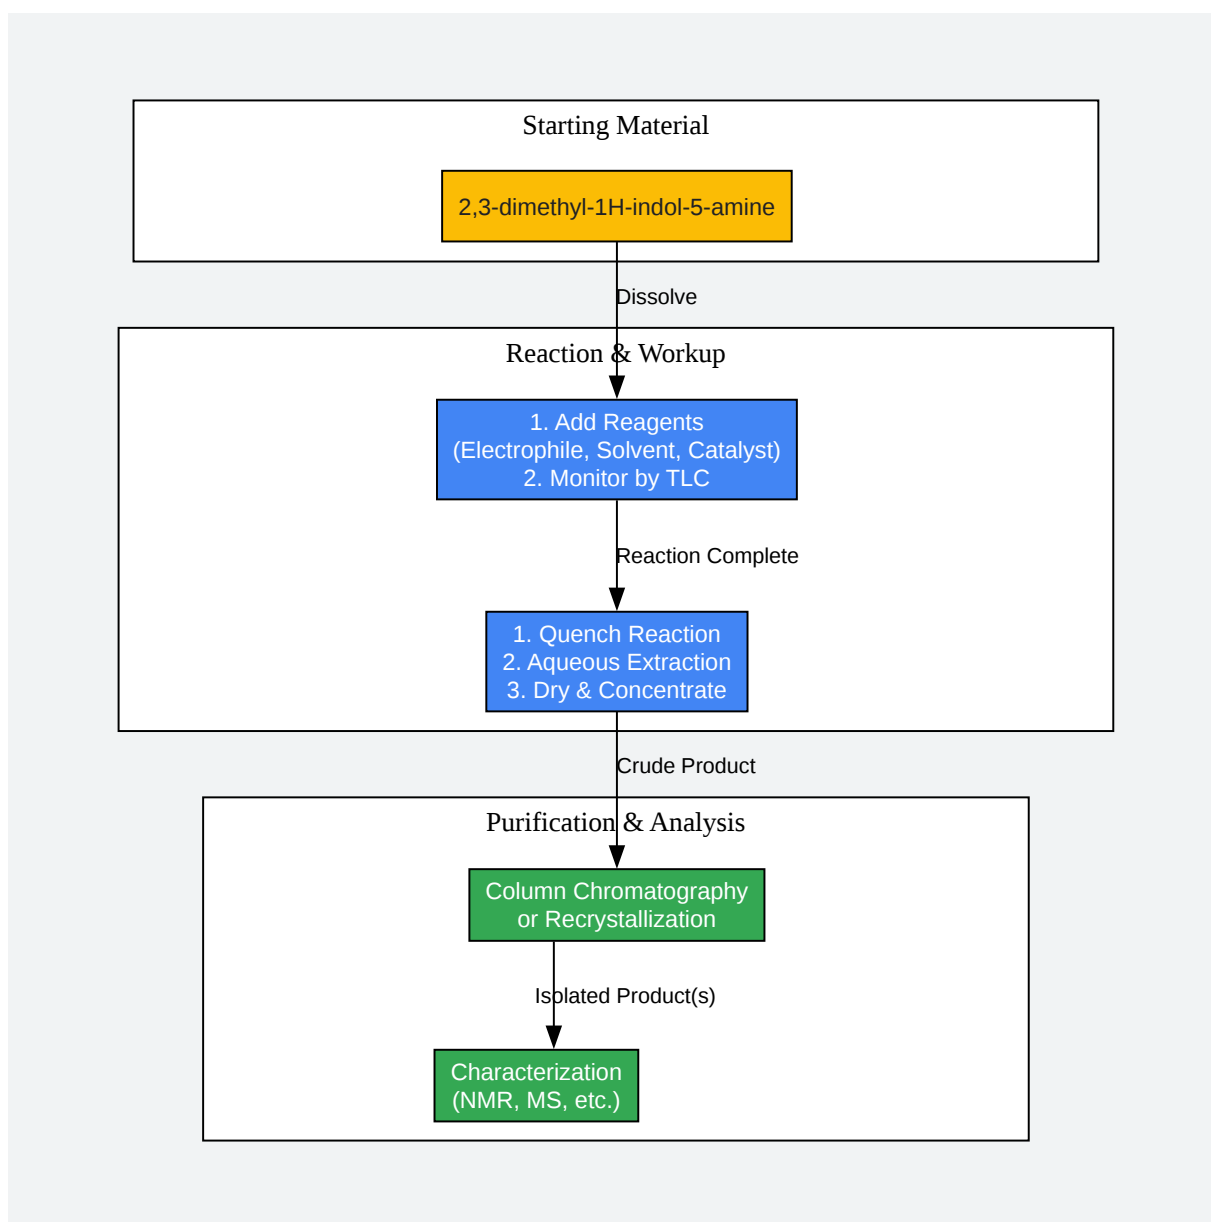 Starting Material
2,3-dimethyl-1H-indol-5-amine
Dissolve
Reaction & Workup
1. Add Reagents
(Electrophile, Solvent, Catalyst)
2. Monitor by TLC
Reaction Complete
1. Quench Reaction
2. Aqueous Extraction
3. Dry & Concentrate
Crude Product
Purification & Analysis
Column Chromatography
or Recrystallization
Isolated Product(s)
Characterization
(NMR, MS, etc.)